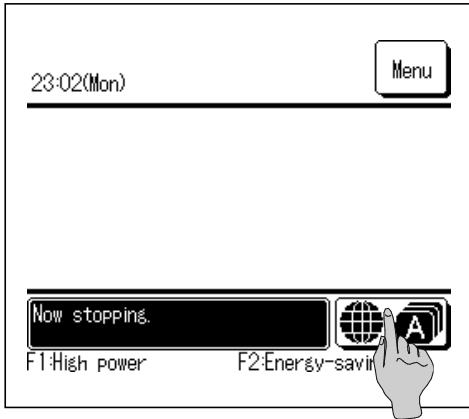 23:02(Mon)
Menu
Now stopping.
A
F1:High power
F2:Energy-savin